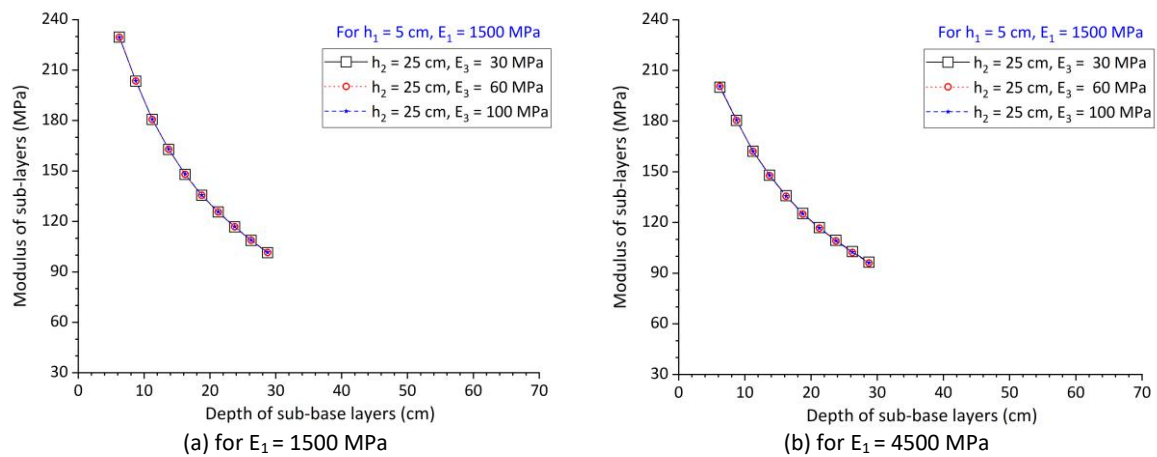 For h₁ = 5 cm, E₁ = 1500 MPa
h₂ = 25 cm, E₃ = 30 MPa
h₂ = 25 cm, E₃ = 60 MPa
h₂ = 25 cm, E₃ = 100 MPa
Modulus of sub-layers (MPa)
240
210
180
150
120
90
60
30
0 10 20 30 40 50 60 70
Depth of sub-base layers (cm)
(a) for E₁ = 1500 MPa
For h₁ = 5 cm, E₁ = 1500 MPa
h₂ = 25 cm, E₃ = 30 MPa
h₂ = 25 cm, E₃ = 60 MPa
h₂ = 25 cm, E₃ = 100 MPa
Modulus of sub-layers (MPa)
240
210
180
150
120
90
60
30
0 10 20 30 40 50 60 70
Depth of sub-base layers (cm)
(b) for E₁ = 4500 MPa